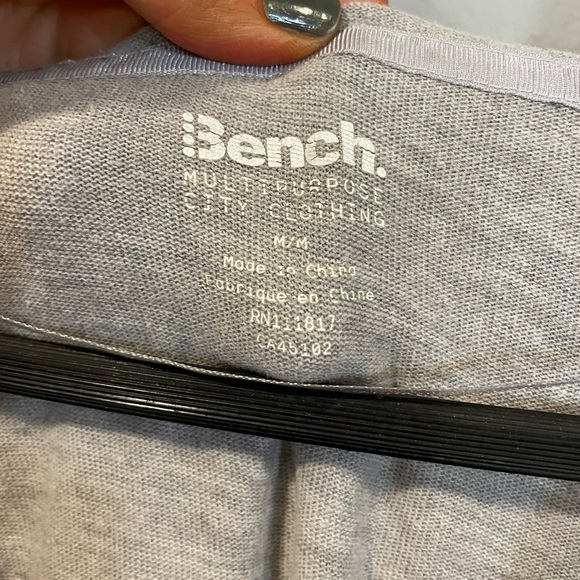 Bench.
MULTIPURPOSE
CITY CLOTHING
M/M
Made in China
Fabrique en Chine
RN111817
CA45102